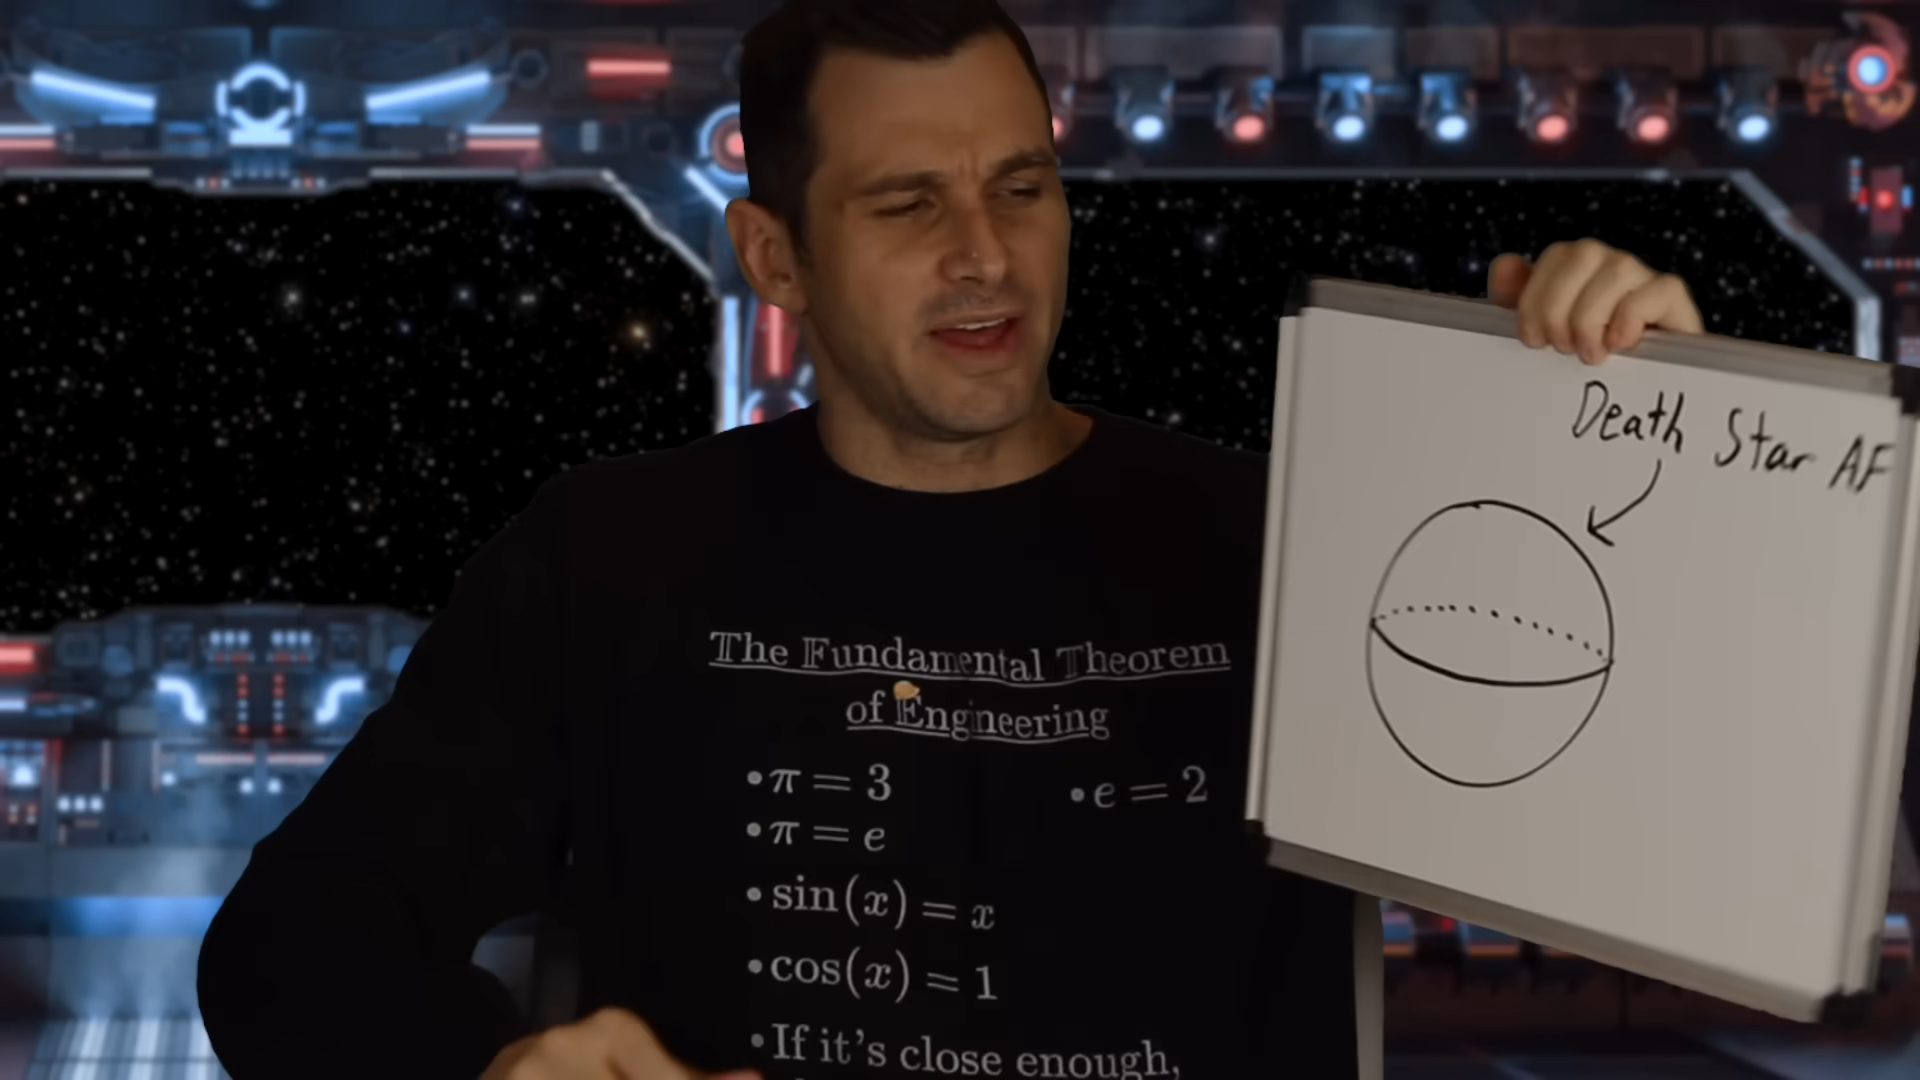 Death Star AF
The Fundamental Theorem
of Engineering
•π = 3
•e = 2
•π = e
•sin(x) = x
•cos(x) = 1
•If it's close enough,